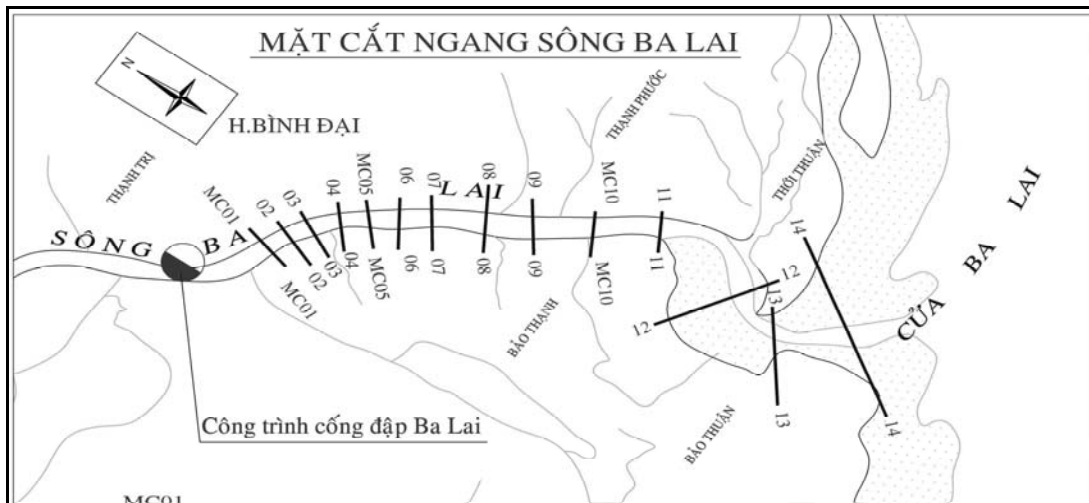 MẶT CẮT NGANG SÔNG BA LAI
N
H.BÌNH ĐẠI
THẠNH TRỊ
THẠNH PHƯỚC
THỚI THUẬN
SÔNG BA LAI
MC01
02
03
04
MC05
06
07
08
09
MC10
11
12
13
14
MC01
02
03
04
MC05
06
07
08
09
MC10
11
12
13
14
CỬA BA LAI
BẢO THẠNH
BẢO THUẬN
Công trình cống đập Ba Lai
MC01